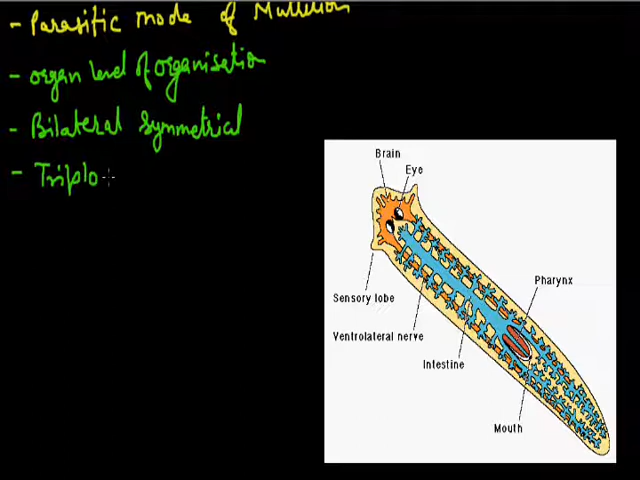 - Parasitic mode of Nutrition
- organ level of organisation
- Bilateral symmetrical
- Triplo
Brain
Eye
Pharynx
Sensory lobe
Ventrolateral nerve
Intestine
Mouth